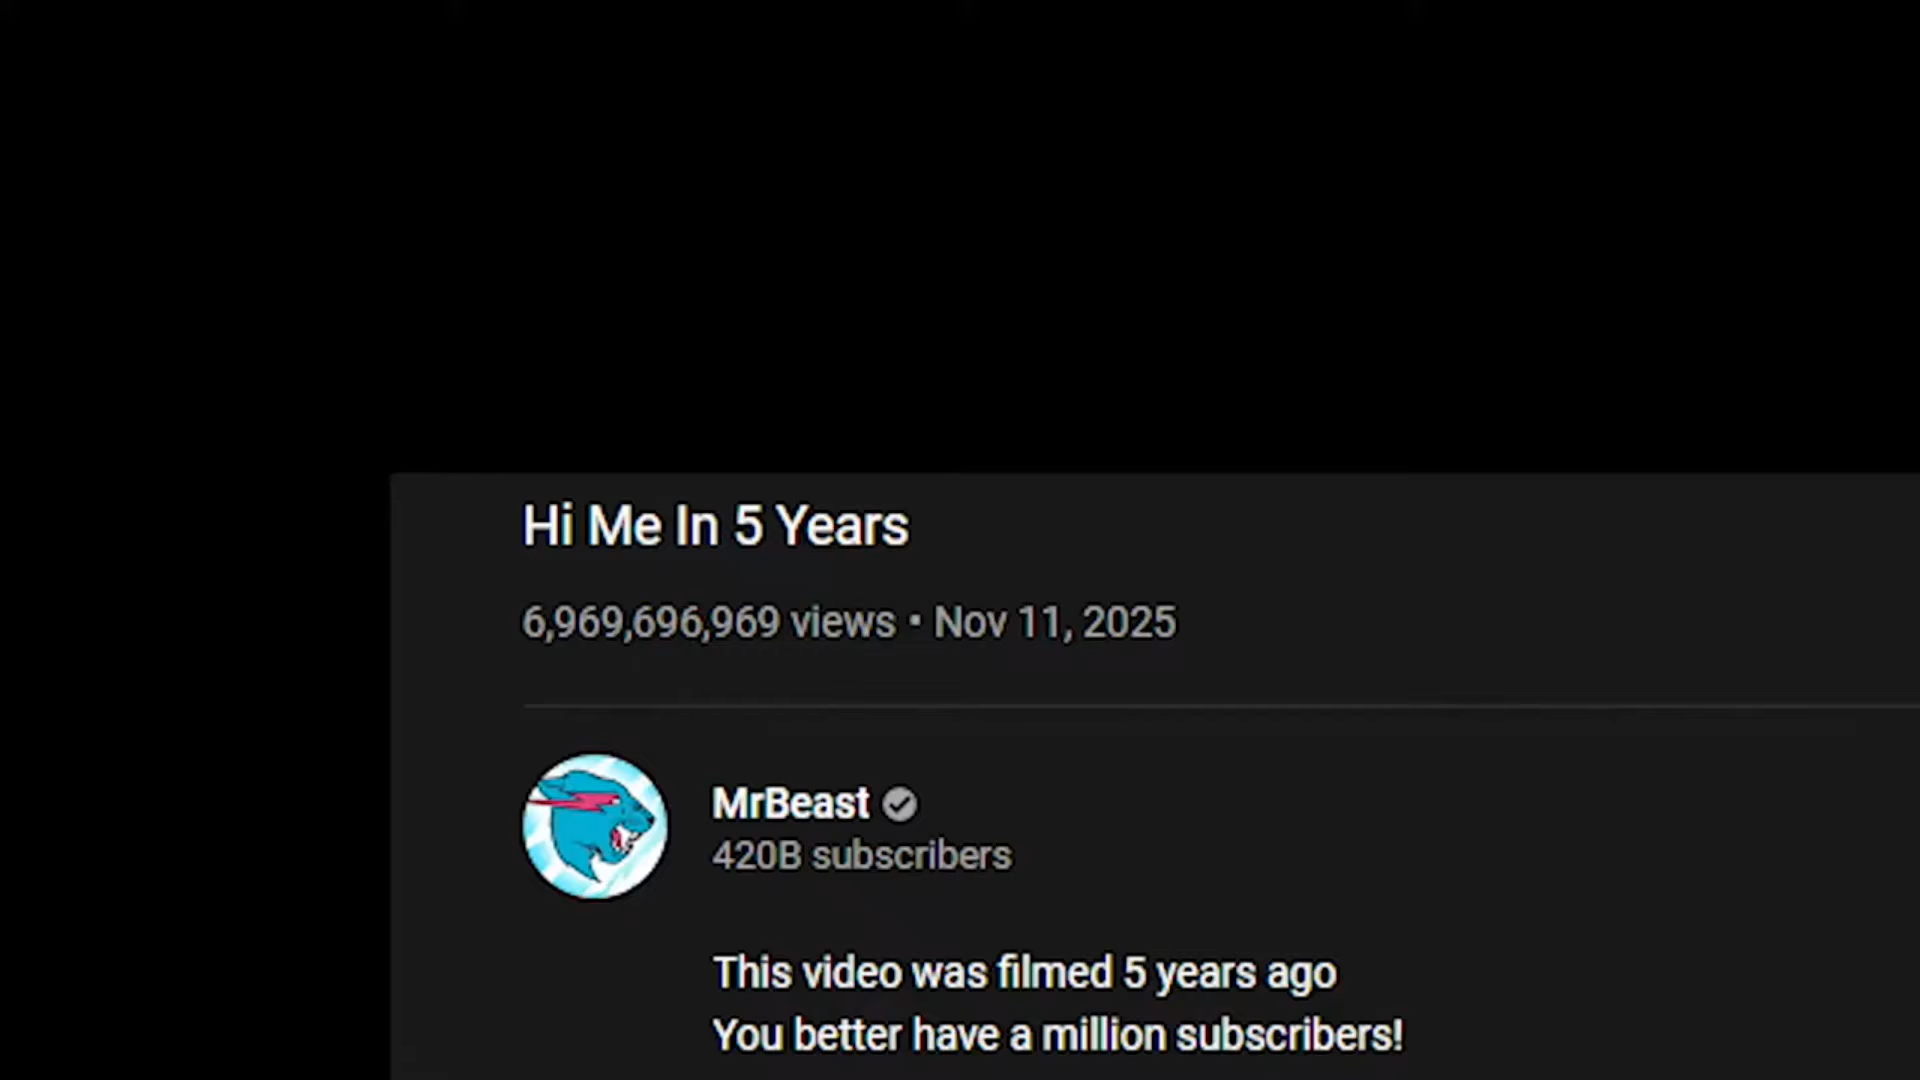 Hi Me In 5 Years
6,969,696,969 views • Nov 11, 2025
MrBeast
420B subscribers
This video was filmed 5 years ago
You better have a million subscribers!